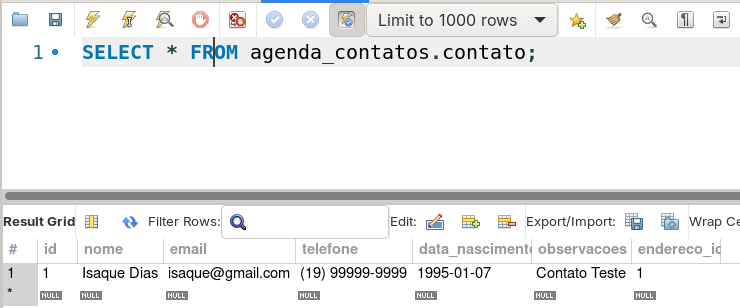 Limit to 1000 rows
1 SELECT * FROM agenda_contatos.contato;
Result Grid Filter Rows: Edit: Export/Import: Wrap Ce
# id nome email telefone data_nasciment observacoes endereco_id
1 1 Isaque Dias isaque@gmail.com (19) 99999-9999 1995-01-07 Contato Teste 1
* NULL NULL NULL NULL NULL NULL NULL